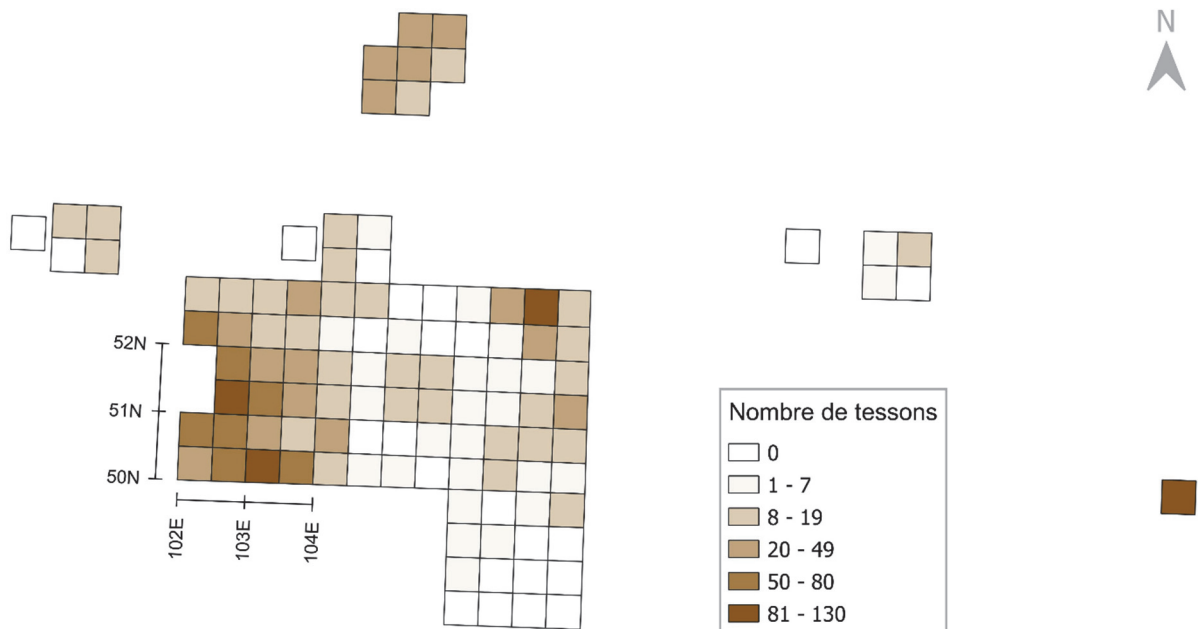 N
52N
51N
50N
102E
103E
104E
Nombre de tessons
0
1 - 7
8 - 19
20 - 49
50 - 80
81 - 130